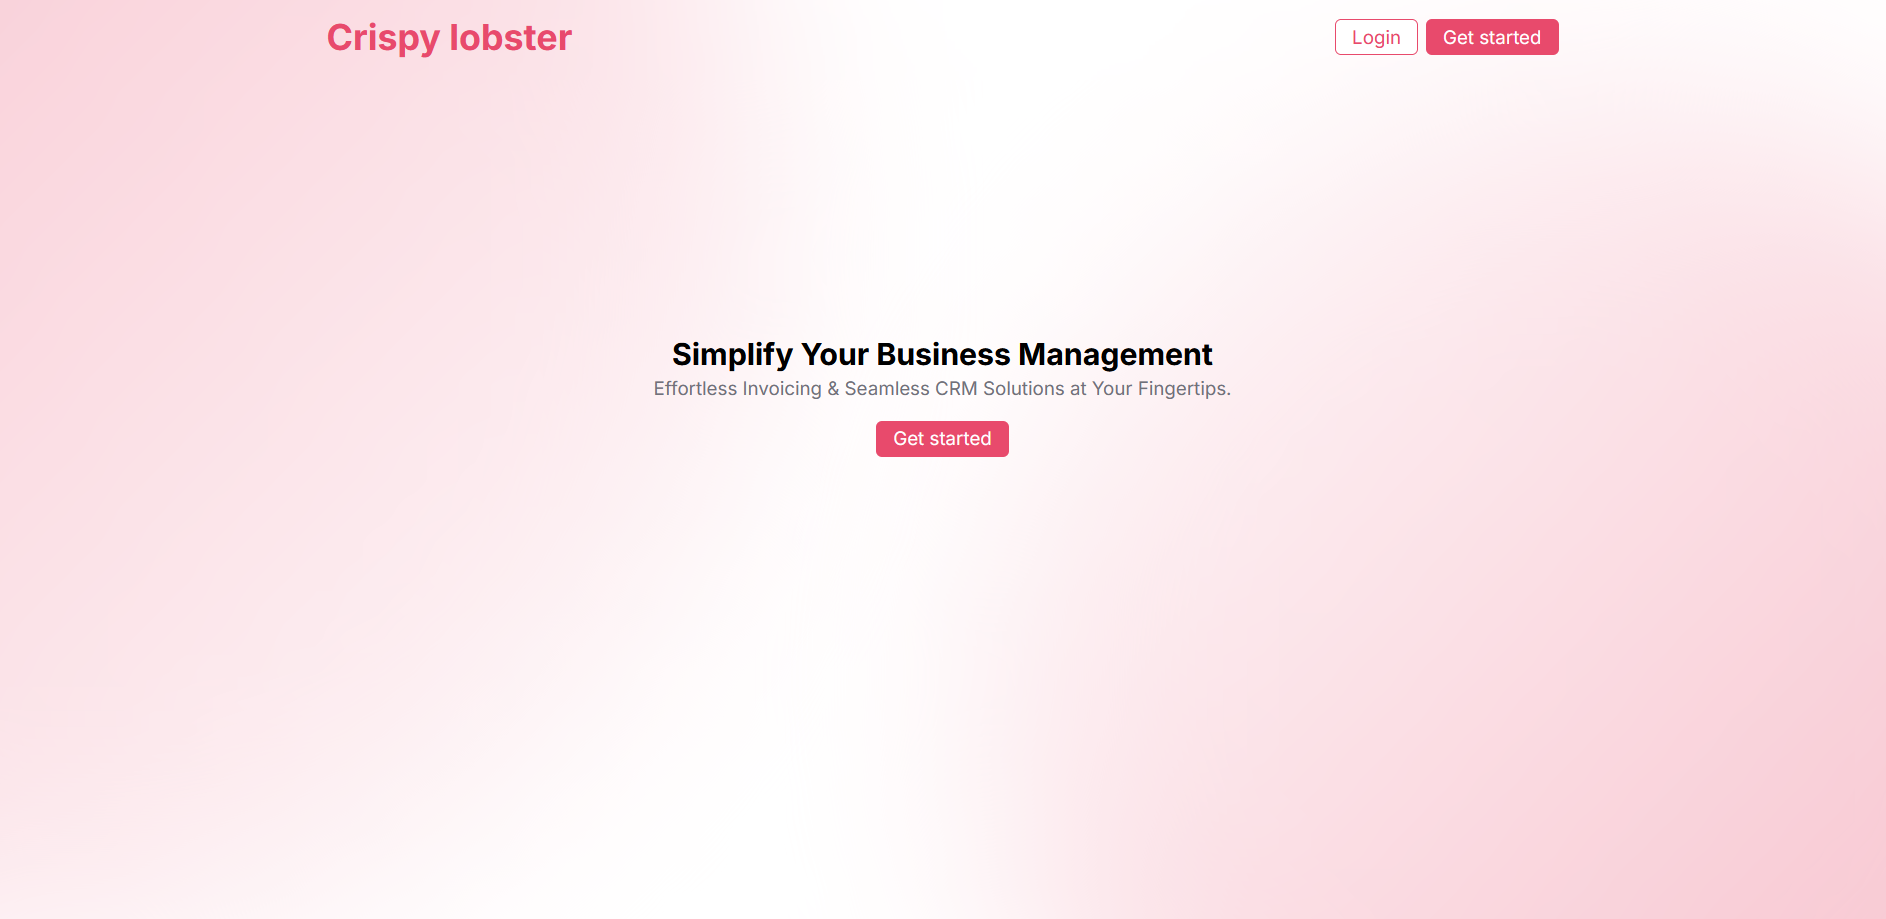 Crispy lobster
Login
Get started
Simplify Your Business Management
Effortless Invoicing & Seamless CRM Solutions at Your Fingertips.
Get started